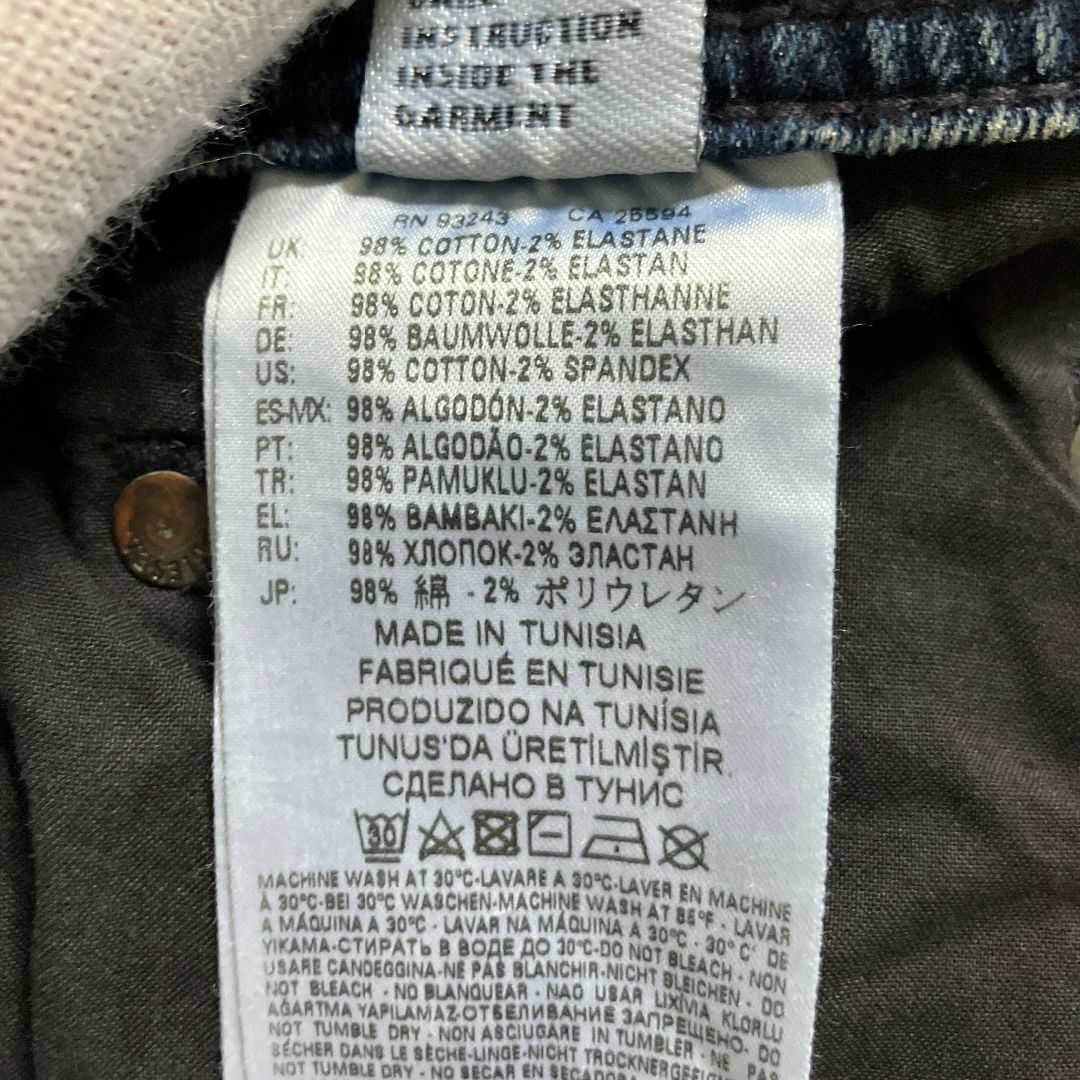 INSTRUCTION
INSIDE THE
GARMENT
RN 93243 CA 25594
UK: 98% COTTON-2% ELASTANE
IT: 98% COTONE-2% ELASTAN
FR: 98% COTON-2% ELASTHANNE
DE: 98% BAUMWOLLE-2% ELASTHAN
US: 98% COTTON-2% SPANDEX
ES-MX: 98% ALGODÓN-2% ELASTANO
PT: 98% ALGODÃO-2% ELASTANO
TR: 98% PAMUKLU-2% ELASTAN
EL: 98% BAMBAKI-2% ΕΛΑΣΤΑΝΗ
RU: 98% ХЛОПОК-2% ЭЛАСТАН
JP: 98% 綿 - 2% ポリウレタン
MADE IN TUNISIA
FABRIQUÉ EN TUNISIE
PRODUZIDO NA TUNÍSIA
TUNUS'DA ÜRETİLMİŞTİR.
СДЕЛАНО В ТУНИС
30
MACHINE WASH AT 30°C-LAVARE A 30°C-LAVER EN MACHINE
À 30°C-BEI 30°C WASCHEN-MACHINE WASH AT 85°F - LAVAR
A MÁQUINA A 30°C - LAVAR NA MÁQUINA A 30°C - 30° C' DE
YIKAMA-СТИРАТЬ В ВОДЕ ДО 30°C-DO NOT BLEACH - NON
USARE CANDEGGINA-NE PAS BLANCHIR-NICHT BLEICHEN - DO
NOT BLEACH - NO BLANQUEAR - NAO USAR LIXÍVIA KLORLU
AĞARTMA YAPILAMAZ-ОТБЕЛИВАНИЕ ЗАПРЕЩЕНО- DO
NOT TUMBLE DRY - NON ASCIUGARE IN TUMBLER - NE PAS
SÉCHER DANS LE SÈCHE-LINGE-NICHT TROCKNERGEEIGNET
NOT TUMBLE DRY - NO SECAR EN SECADORA